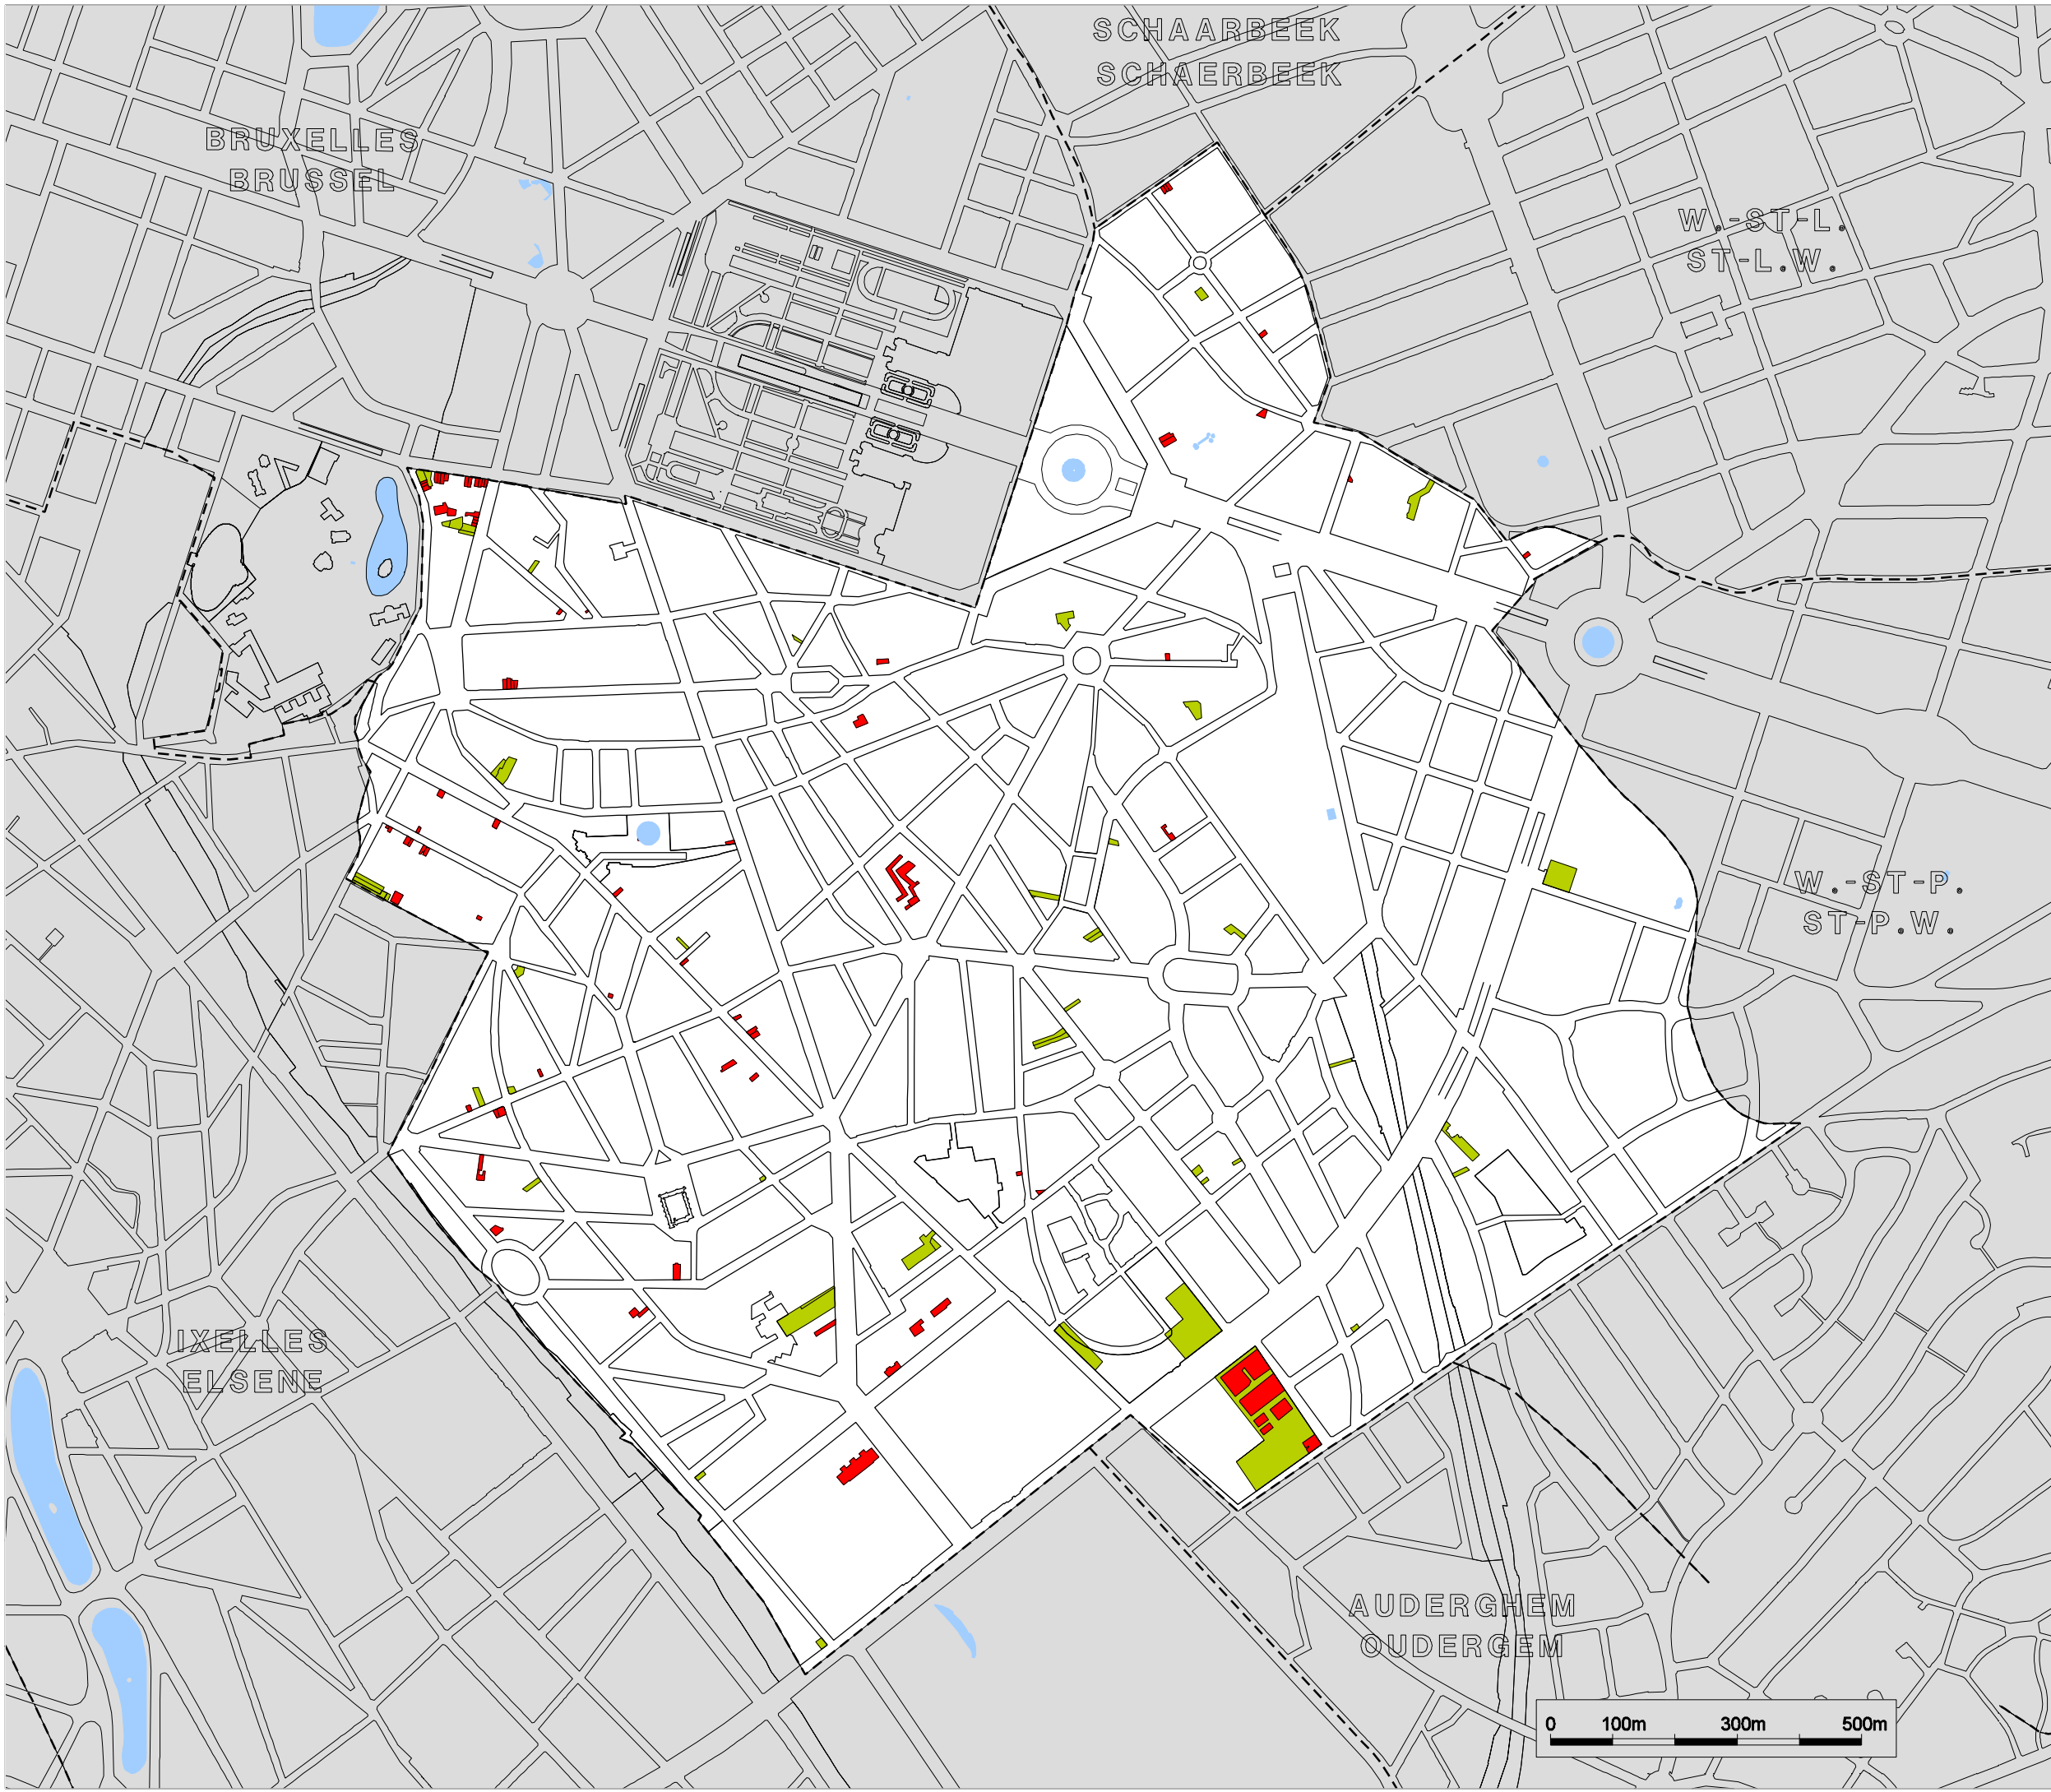 SCHAARBEEK
SCHAERBEEK
BRUXELLES
BRUSSEL
W.-ST-L.
ST-L.W.
W.-ST-P.
ST-P.W.
IXELLES
ELSENE
AUDERGHEM
OUDERGEM
0 100m 300m 500m